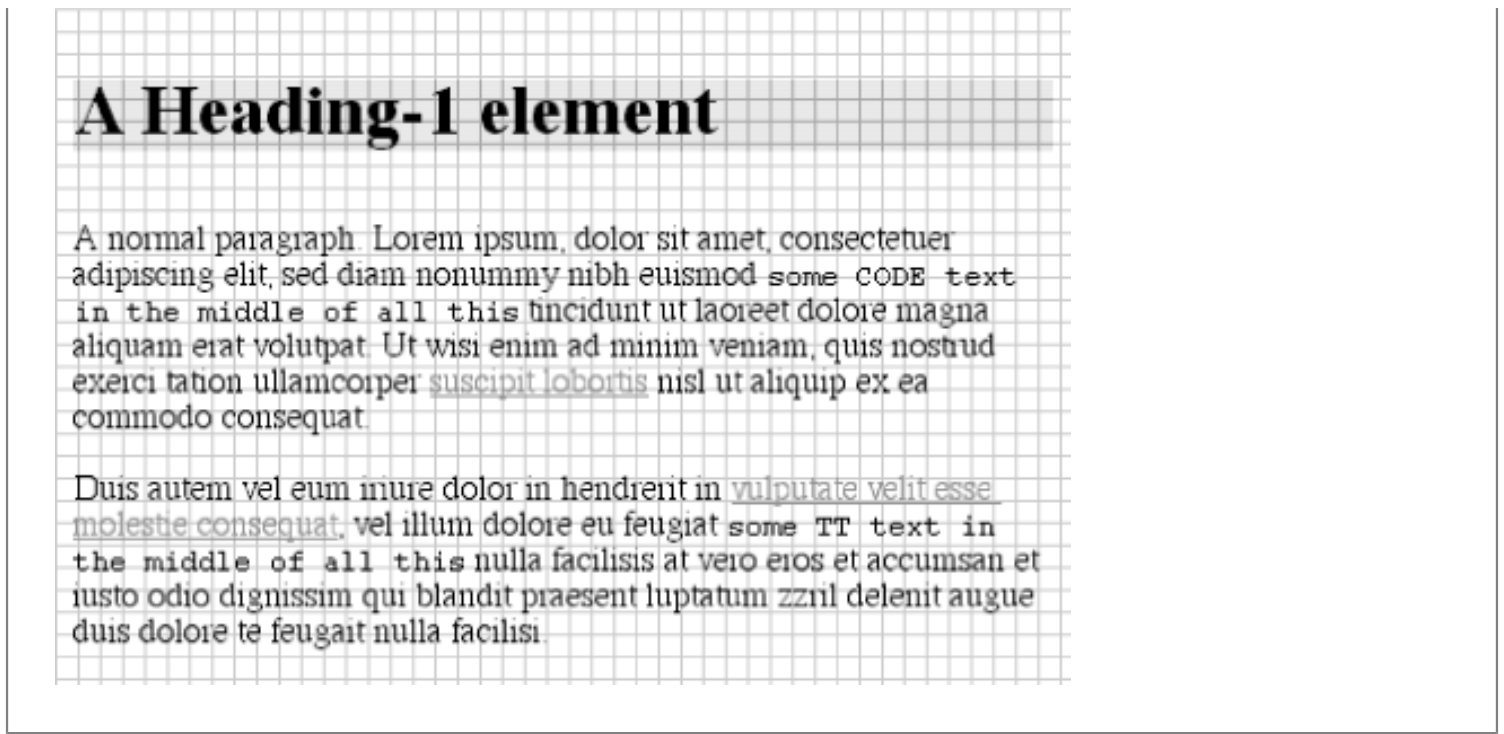 A Heading-1 element
A normal paragraph. Lorem ipsum, dolor sit amet, consectetuer
adipiscing elit, sed diam nonummy nibh euismod some CODE text
in the middle of all this tincidunt ut laoreet dolore magna
aliquam erat volutpat. Ut wisi enim ad minim veniam, quis nostrud
exerci tation ullamcorper suscipit lobortis nisl ut aliquip ex ea
commodo consequat.
Duis autem vel eum iriure dolor in hendrerit in vulputate velit esse
molestie consequat, vel illum dolore eu feugiat some TT text in
the middle of all this nulla facilisis at vero eros et accumsan et
iusto odio dignissim qui blandit praesent luptatum zzril delenit augue
duis dolore te feugait nulla facilisi.